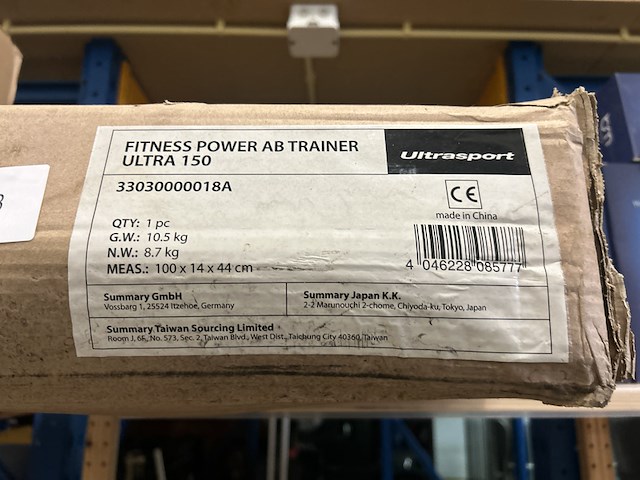 FITNESS POWER AB TRAINER
ULTRA 150
Ultrasport
33030000018A
CE
made in China
QTY: 1 pc
G.W.: 10.5 kg
N.W.: 8.7 kg
MEAS.: 100 x 14 x 44 cm
4 046228 085777
Summary GmbH
Vossbarg 1, 25524 Itzehoe, Germany
Summary Japan K.K.
2-2 Marunouchi 2-chome, Chiyoda-ku, Tokyo, Japan
Summary Taiwan Sourcing Limited
Room J, 6F., No. 573, Sec. 2, Taiwan Blvd., West Dist., Taichung City 40360, Taiwan